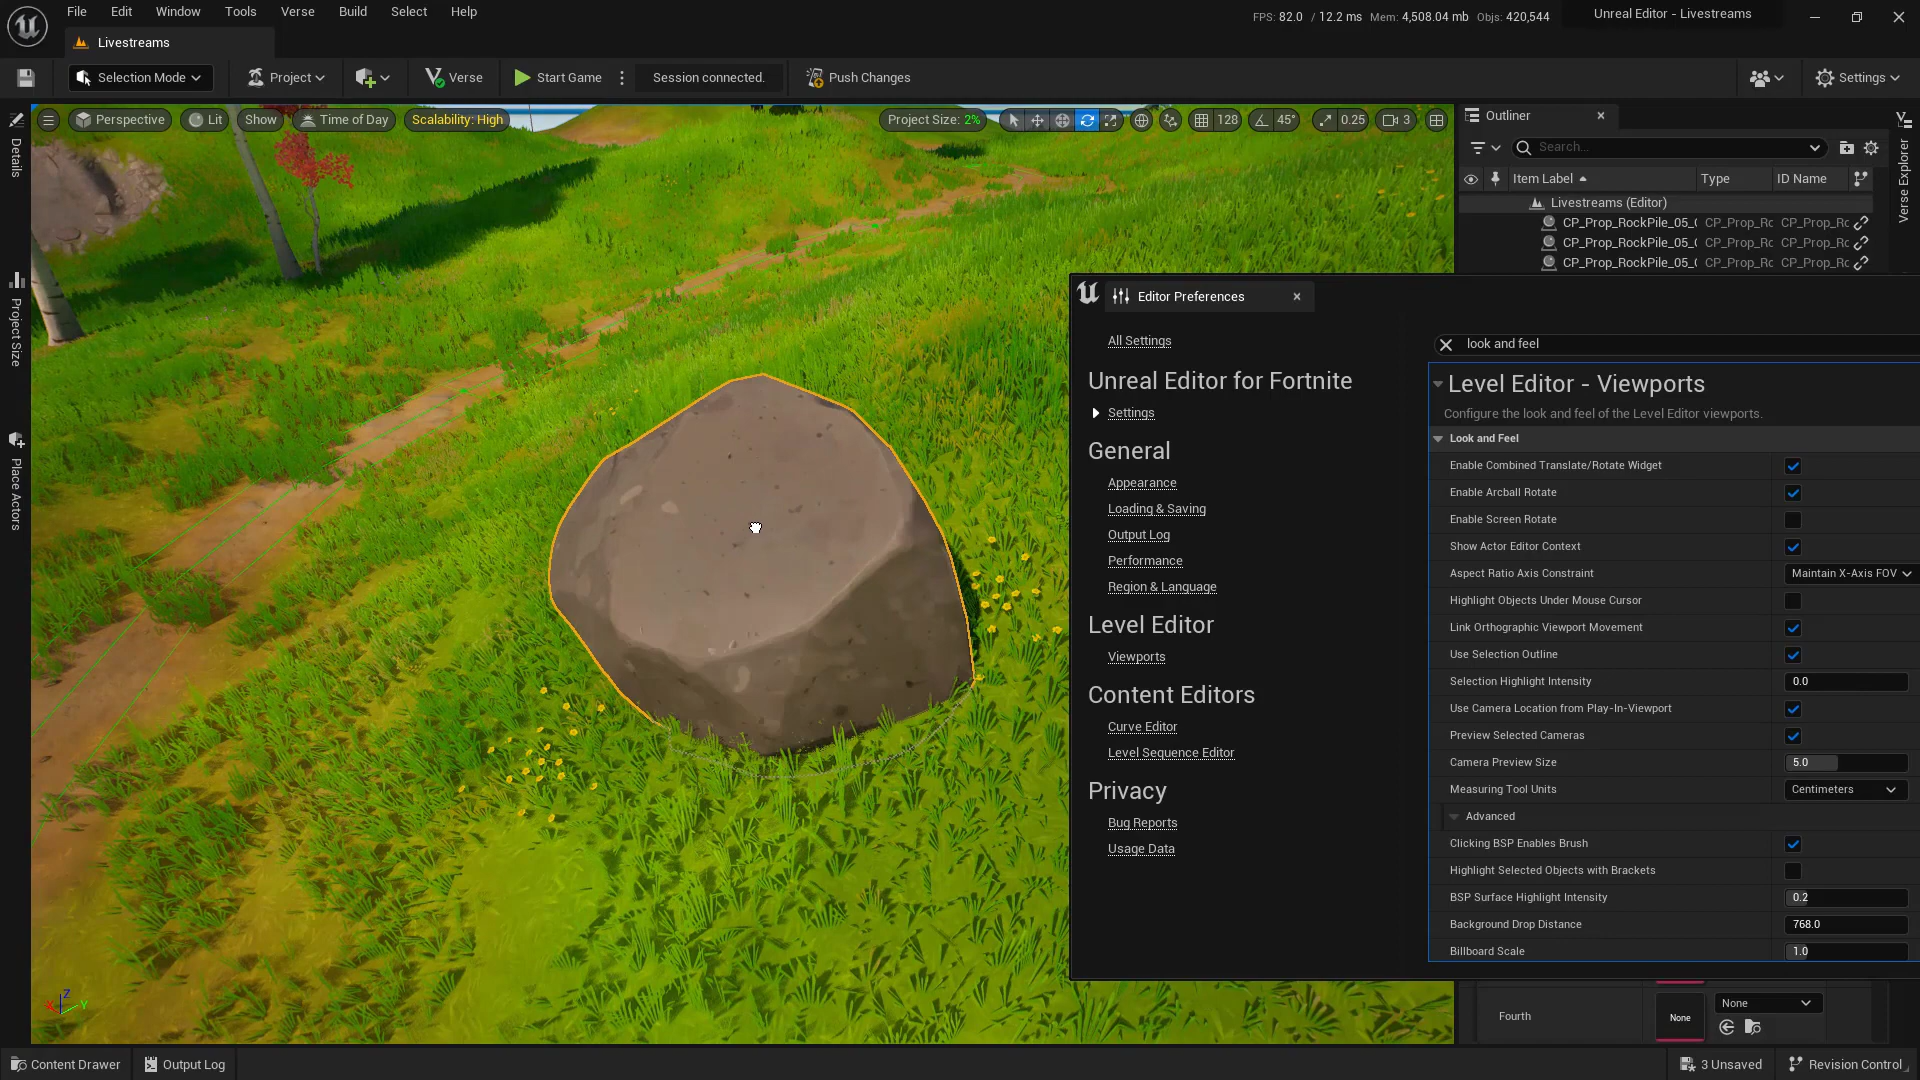 File Edit Window Tools Verse Build Select Help
FPS: 82.0 / 12.2 ms Mem: 4,508.04 mb Objs: 420,544
Unreal Editor - Livestreams
Livestreams
Selection Mode
Project
Verse
Start Game
Session connected.
Push Changes
Settings
Perspective
Lit
Show
Time of Day
Scalability: High
Project Size: 2%
128
45°
0.25
3
Outliner
Search...
Item Label
Type
ID Name
Livestreams (Editor)
CP_Prop_RockPile_05_ CP_Prop_Rc CP_Prop_Rc
CP_Prop_RockPile_05_ CP_Prop_Rc CP_Prop_Rc
CP_Prop_RockPile_05_ CP_Prop_Rc CP_Prop_Rc
Verse Explorer
Details
Project Size
Place Actors
Editor Preferences
All Settings
Unreal Editor for Fortnite
Settings
General
Appearance
Loading & Saving
Output Log
Performance
Region & Language
Level Editor
Viewports
Content Editors
Curve Editor
Level Sequence Editor
Privacy
Bug Reports
Usage Data
look and feel
Level Editor - Viewports
Configure the look and feel of the Level Editor viewports.
Look and Feel
Enable Combined Translate/Rotate Widget
Enable Arcball Rotate
Enable Screen Rotate
Show Actor Editor Context
Aspect Ratio Axis Constraint Maintain X-Axis FOV
Highlight Objects Under Mouse Cursor
Link Orthographic Viewport Movement
Use Selection Outline
Selection Highlight Intensity 0.0
Use Camera Location from Play-In-Viewport
Preview Selected Cameras
Camera Preview Size 5.0
Measuring Tool Units Centimeters
Advanced
Clicking BSP Enables Brush
Highlight Selected Objects with Brackets
BSP Surface Highlight Intensity 0.2
Background Drop Distance 768.0
Billboard Scale 1.0
Fourth
None
None
X
Y
Z
Content Drawer
Output Log
3 Unsaved
Revision Control